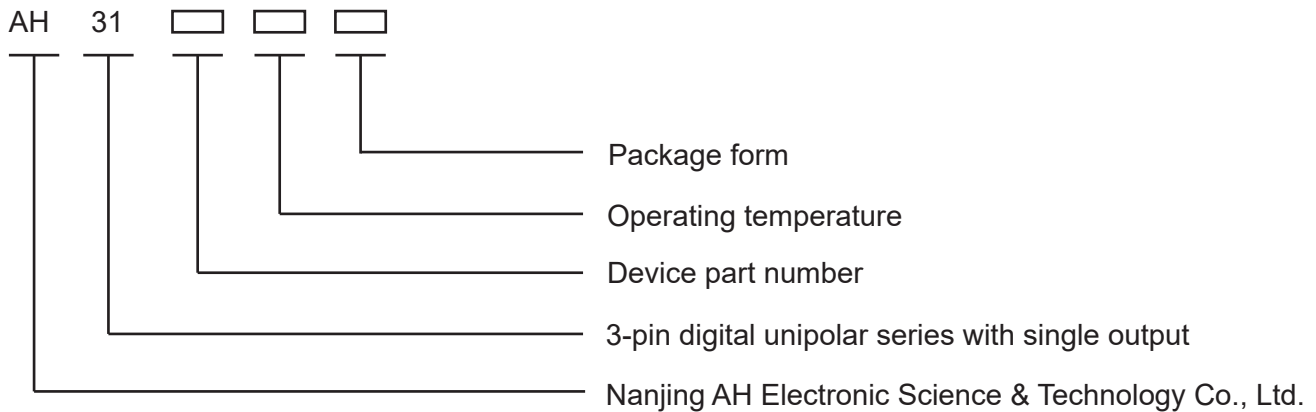 AH 31
Package form
Operating temperature
Device part number
3-pin digital unipolar series with single output
Nanjing AH Electronic Science & Technology Co., Ltd.